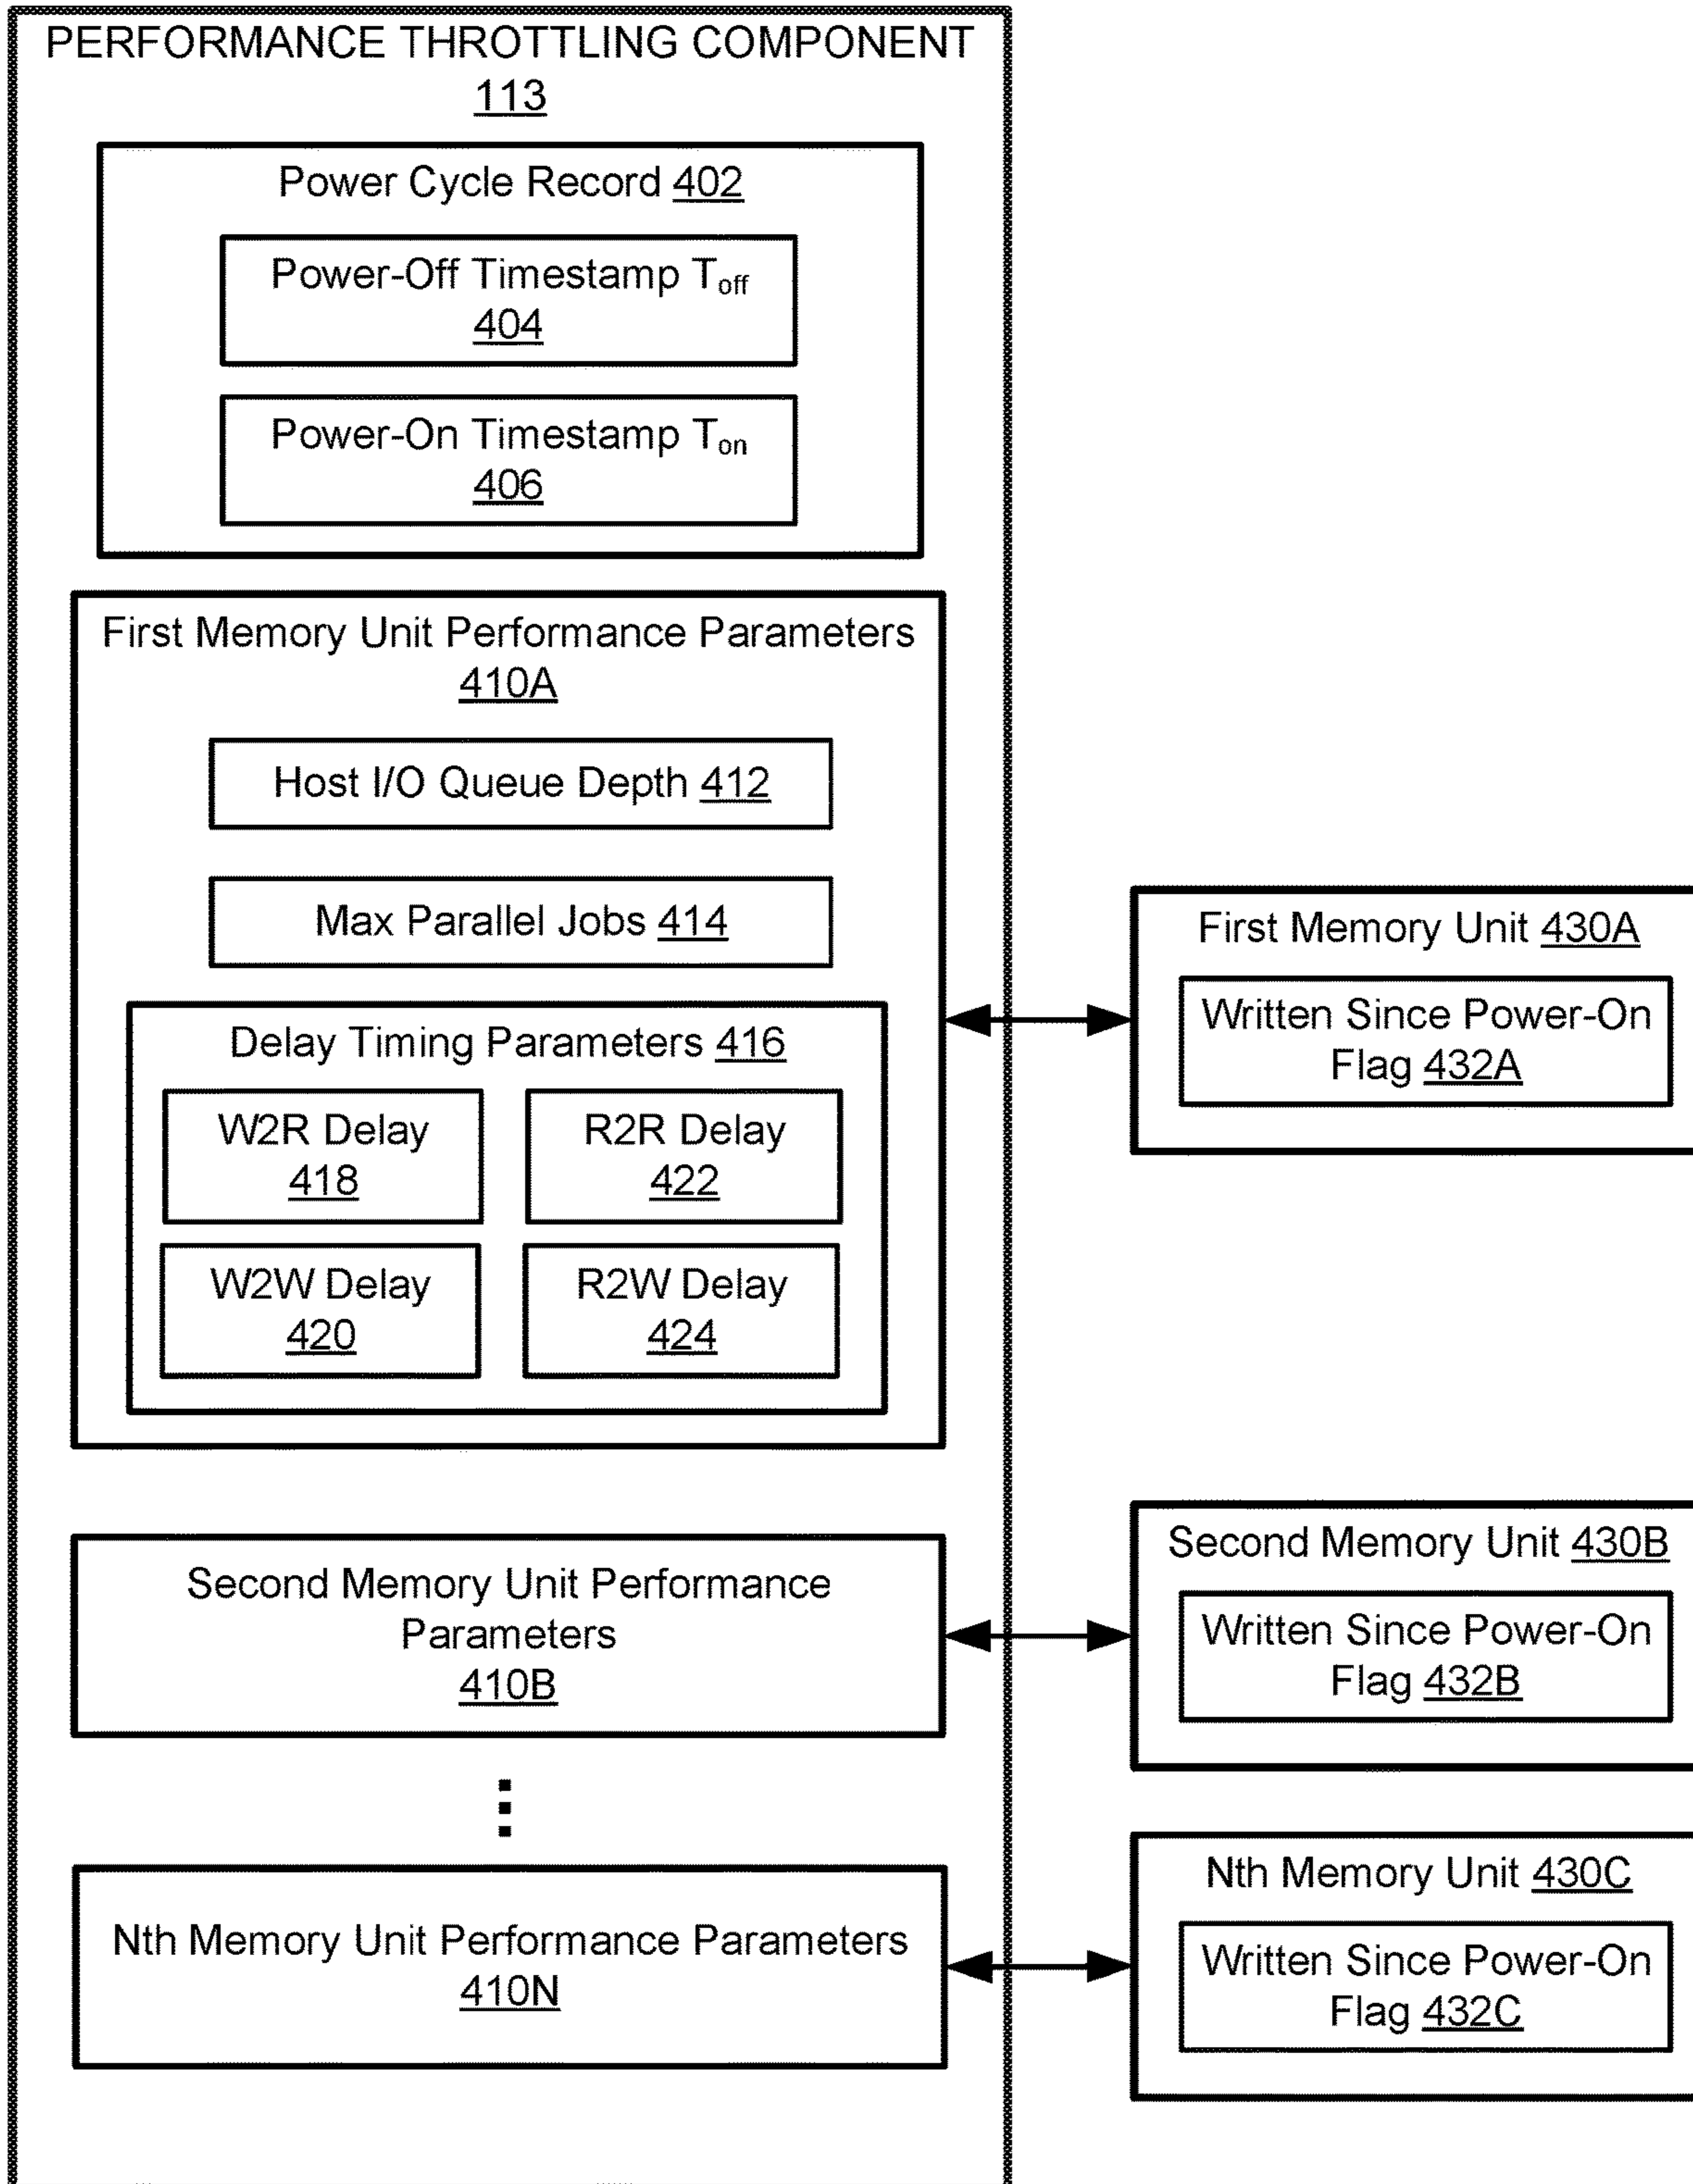 PERFORMANCE THROTTLING COMPONENT
113
Power Cycle Record 402
Power-Off Timestamp Toff
404
Power-On Timestamp Ton
406
First Memory Unit Performance Parameters
410A
Host I/O Queue Depth 412
Max Parallel Jobs 414
Delay Timing Parameters 416
W2R Delay
418
R2R Delay
422
W2W Delay
420
R2W Delay
424
First Memory Unit 430A
Written Since Power-On
Flag 432A
Second Memory Unit Performance
Parameters
410B
Second Memory Unit 430B
Written Since Power-On
Flag 432B
Nth Memory Unit Performance Parameters
410N
Nth Memory Unit 430C
Written Since Power-On
Flag 432C